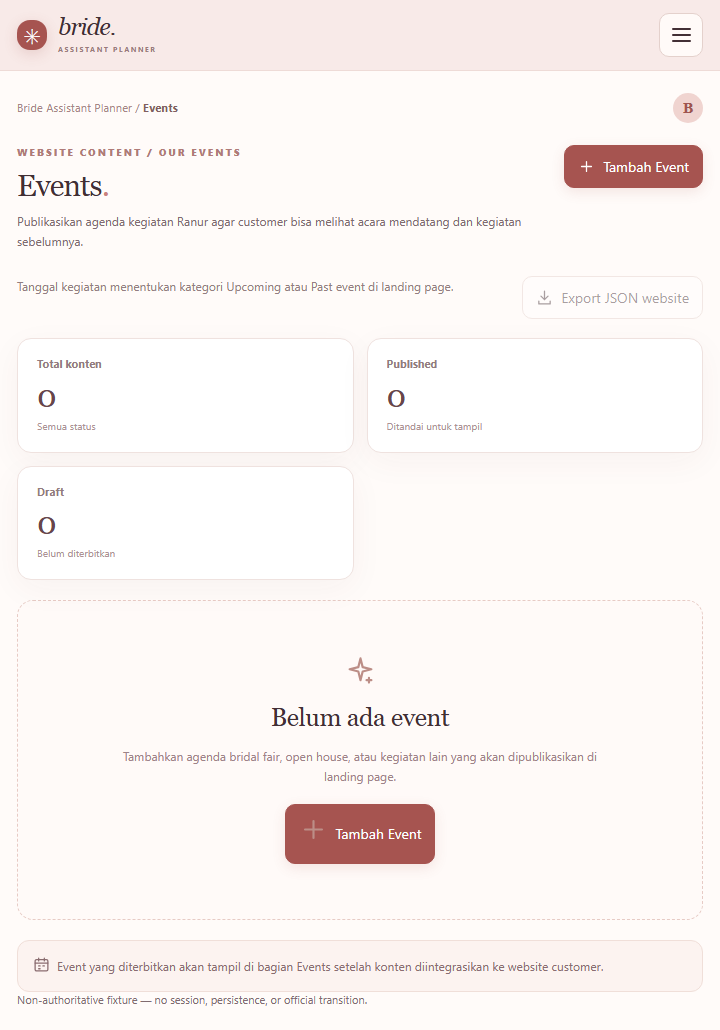 bride.
ASSISTANT PLANNER
Bride Assistant Planner / Events
B
WEBSITE CONTENT / OUR EVENTS
Events.
Tambah Event
Publikasikan agenda kegiatan Ranur agar customer bisa melihat acara mendatang dan kegiatan
sebelumnya.
Tanggal kegiatan menentukan kategori Upcoming atau Past event di landing page.
Export JSON website
Total konten
0
Semua status
Published
0
Ditandai untuk tampil
Draft
0
Belum diterbitkan
Belum ada event
Tambahkan agenda bridal fair, open house, atau kegiatan lain yang akan dipublikasikan di
landing page.
Tambah Event
Event yang diterbitkan akan tampil di bagian Events setelah konten diintegrasikan ke website customer.
Non-authoritative fixture — no session, persistence, or official transition.